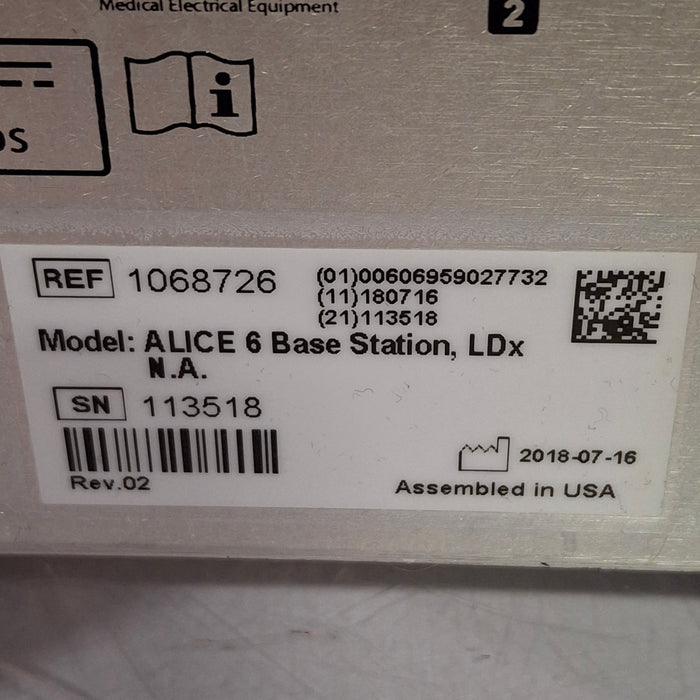 Medical Electrical Equipment
2
REF 1068726
(01)00606959027732
(11)180716
(21)113518
Model: ALICE 6 Base Station, LDx
N.A.
SN 113518
2018-07-16
Rev.02
Assembled in USA